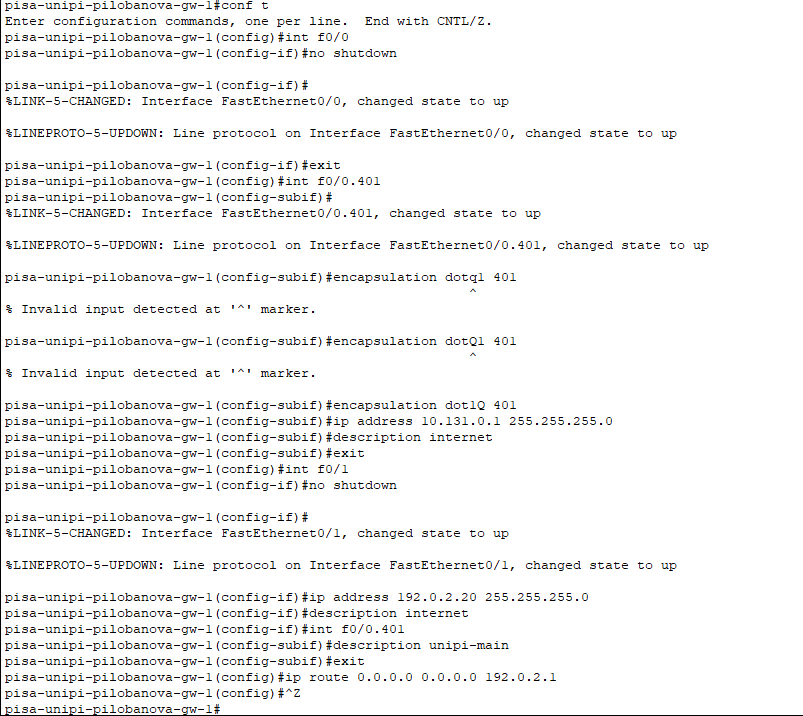 pisa-unipi-pilobanova-gw-1#conf t
Enter configuration commands, one per line.  End with CNTL/Z.
pisa-unipi-pilobanova-gw-1(config)#int f0/0
pisa-unipi-pilobanova-gw-1(config-if)#no shutdown
pisa-unipi-pilobanova-gw-1(config-if)#
%LINK-5-CHANGED: Interface FastEthernet0/0, changed state to up
%LINEPROTO-5-UPDOWN: Line protocol on Interface FastEthernet0/0, changed state to up
pisa-unipi-pilobanova-gw-1(config-if)#exit
pisa-unipi-pilobanova-gw-1(config)#int f0/0.401
pisa-unipi-pilobanova-gw-1(config-subif)#
%LINK-5-CHANGED: Interface FastEthernet0/0.401, changed state to up
%LINEPROTO-5-UPDOWN: Line protocol on Interface FastEthernet0/0.401, changed state to up
pisa-unipi-pilobanova-gw-1(config-subif)#encapsulation dotq1 401
^
% Invalid input detected at '^' marker.
pisa-unipi-pilobanova-gw-1(config-subif)#encapsulation dotQ1 401
^
% Invalid input detected at '^' marker.
pisa-unipi-pilobanova-gw-1(config-subif)#encapsulation dot1Q 401
pisa-unipi-pilobanova-gw-1(config-subif)#ip address 10.131.0.1 255.255.255.0
pisa-unipi-pilobanova-gw-1(config-subif)#description internet
pisa-unipi-pilobanova-gw-1(config-subif)#exit
pisa-unipi-pilobanova-gw-1(config)#int f0/1
pisa-unipi-pilobanova-gw-1(config-if)#no shutdown
pisa-unipi-pilobanova-gw-1(config-if)#
%LINK-5-CHANGED: Interface FastEthernet0/1, changed state to up
%LINEPROTO-5-UPDOWN: Line protocol on Interface FastEthernet0/1, changed state to up
pisa-unipi-pilobanova-gw-1(config-if)#ip address 192.0.2.20 255.255.255.0
pisa-unipi-pilobanova-gw-1(config-if)#description internet
pisa-unipi-pilobanova-gw-1(config-if)#int f0/0.401
pisa-unipi-pilobanova-gw-1(config-subif)#description unipi-main
pisa-unipi-pilobanova-gw-1(config-subif)#exit
pisa-unipi-pilobanova-gw-1(config)#ip route 0.0.0.0 0.0.0.0 192.0.2.1
pisa-unipi-pilobanova-gw-1(config)#^Z
pisa-unipi-pilobanova-gw-1#